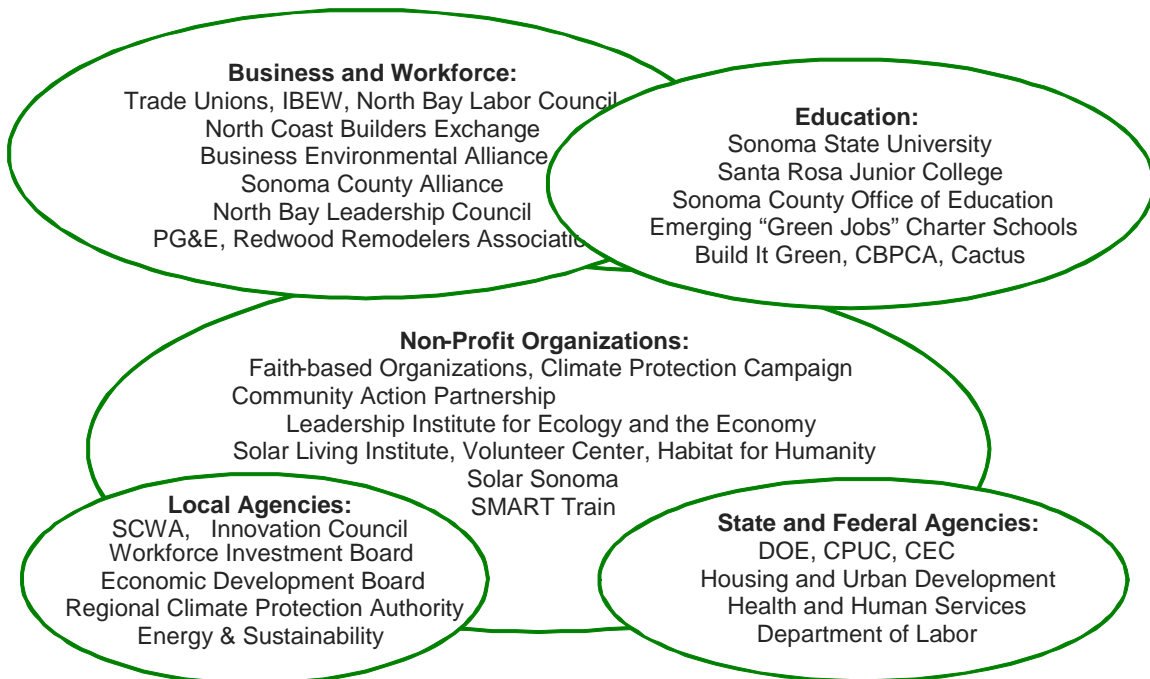 Business and Workforce:
Trade Unions, IBEW, North Bay Labor Council
North Coast Builders Exchange
Business Environmental Alliance
Sonoma County Alliance
North Bay Leadership Council
PG&E, Redwood Remodelers Associatio
Education:
Sonoma State University
Santa Rosa Junior College
Sonoma County Office of Education
Emerging “Green Jobs” Charter Schools
Build It Green, CBPCA, Cactus
Non-Profit Organizations:
Faith-based Organizations, Climate Protection Campaign
Community Action Partnership
Leadership Institute for Ecology and the Economy
Solar Living Institute, Volunteer Center, Habitat for Humanity
Solar Sonoma
SMART Train
Local Agencies:
SCWA, Innovation Council
Workforce Investment Board
Economic Development Board
Regional Climate Protection Authority
Energy & Sustainability
State and Federal Agencies:
DOE, CPUC, CEC
Housing and Urban Development
Health and Human Services
Department of Labor